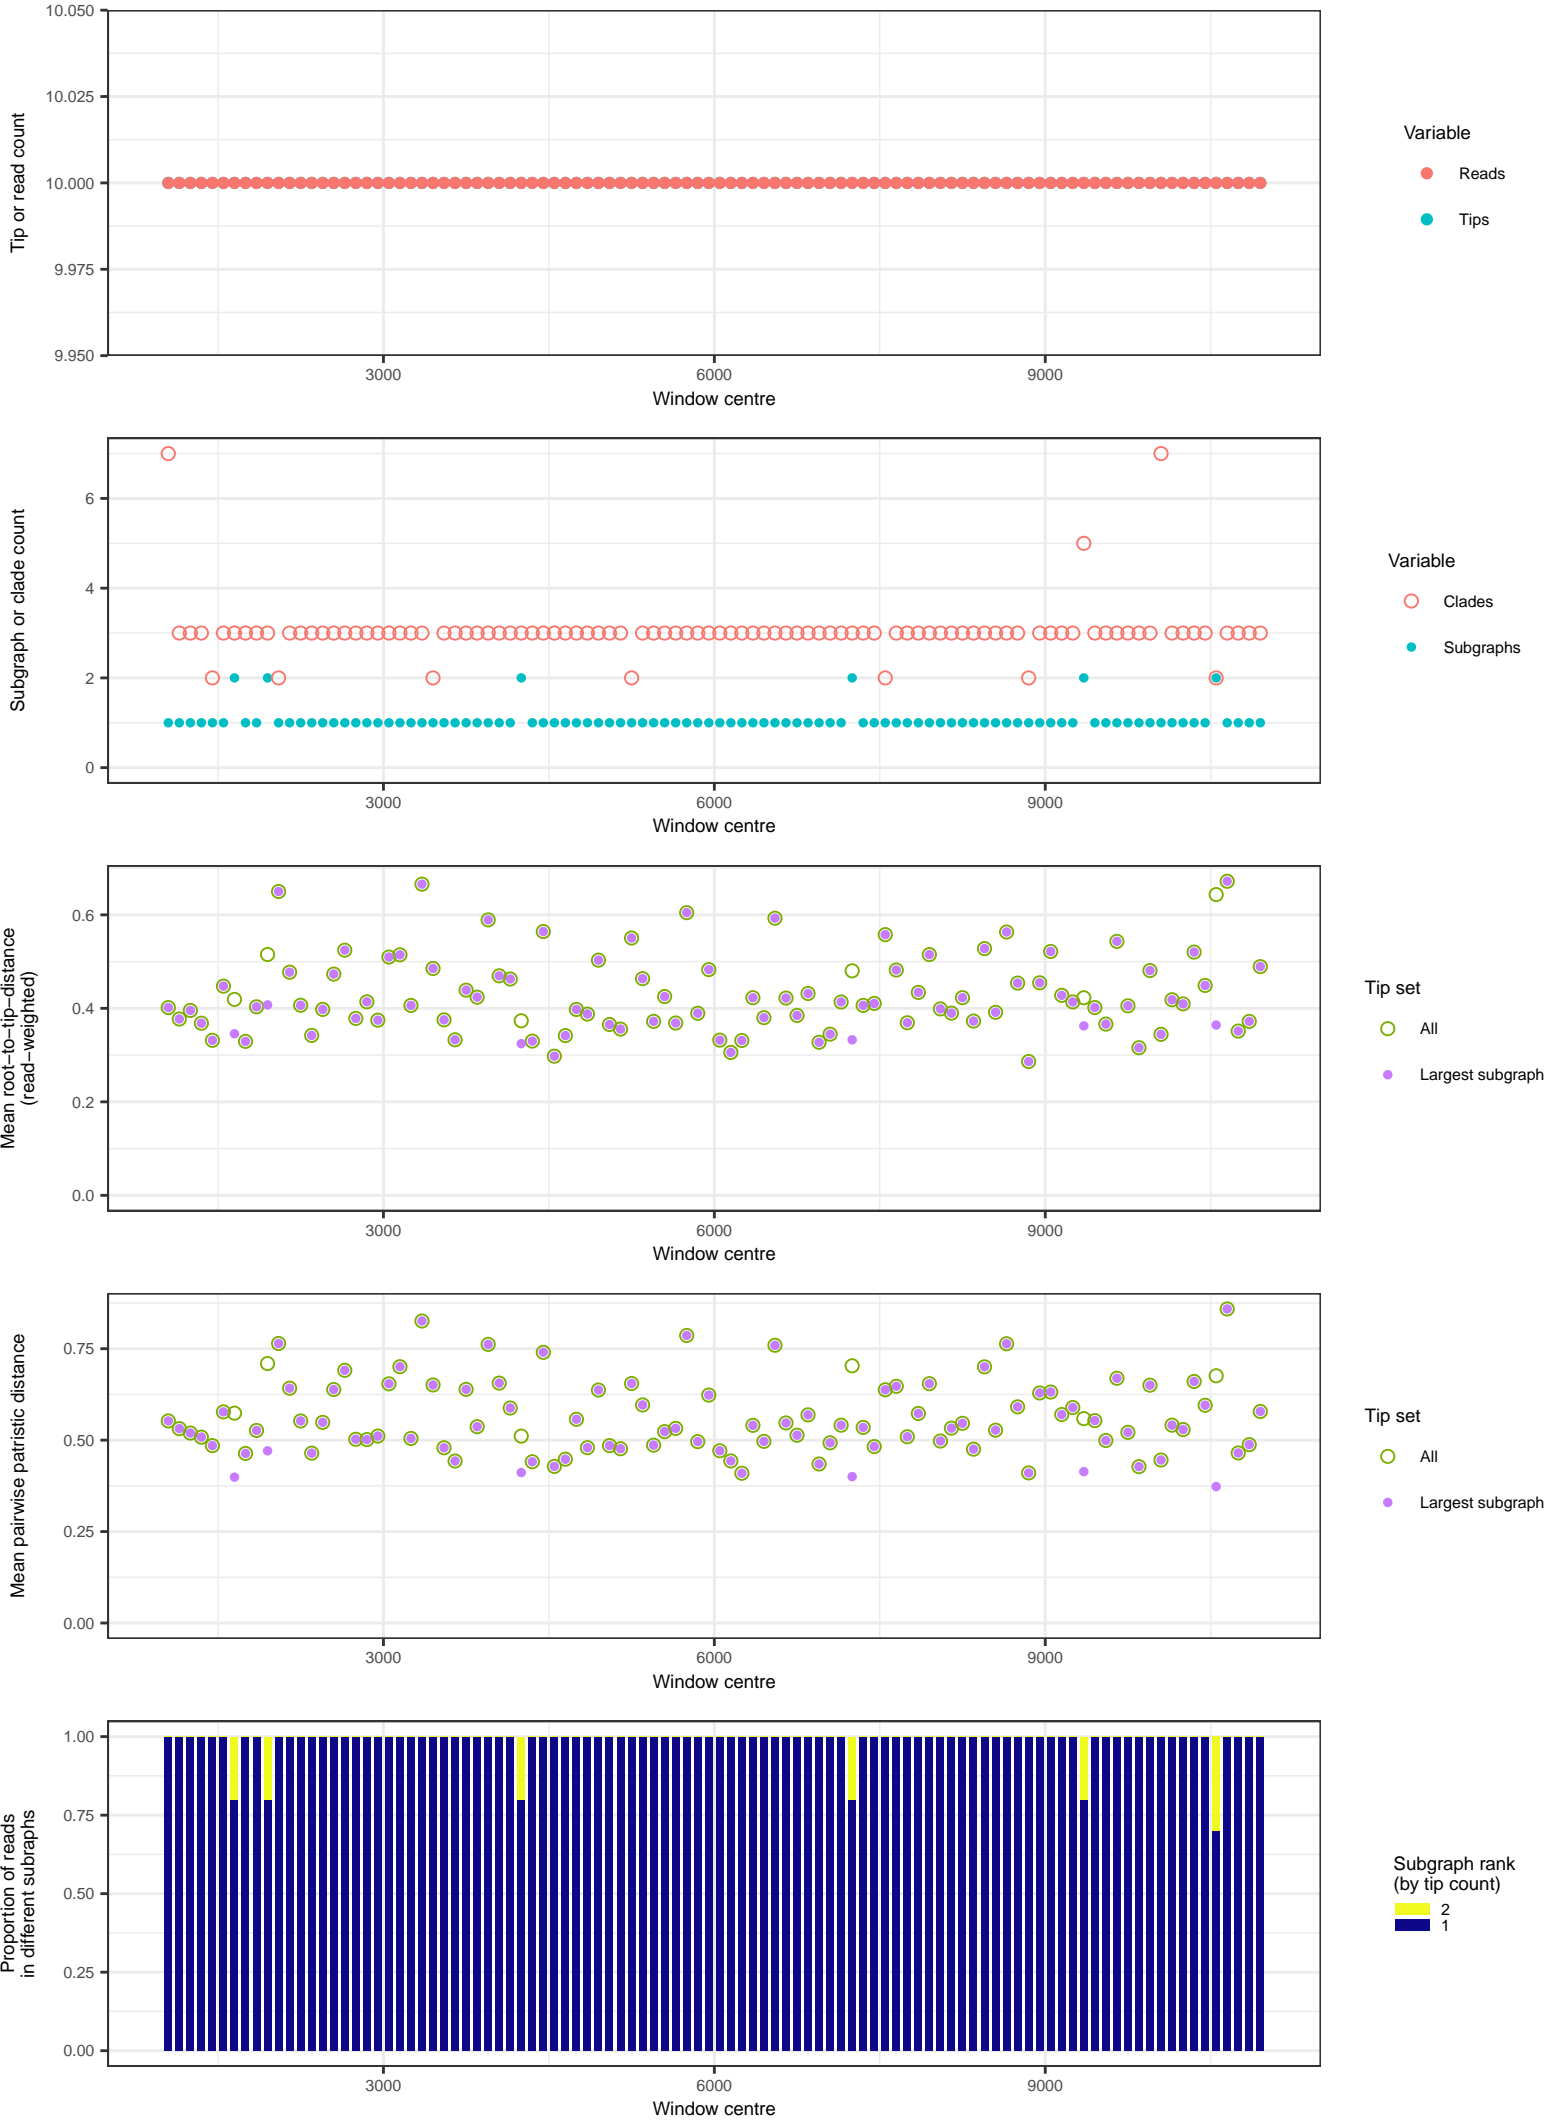 10.050
10.025
10.000
9.975
9.950
Tip or read count
3000 6000 9000
Window centre
Variable
Reads
Tips
6
4
2
0
Subgraph or clade count
3000 6000 9000
Window centre
Variable
Clades
Subgraphs
0.6
0.4
0.2
0.0
Mean root−to−tip−distance
(read−weighted)
3000 6000 9000
Window centre
Tip set
All
Largest subgraph
0.75
0.50
0.25
0.00
Mean pairwise patristic distance
3000 6000 9000
Window centre
Tip set
All
Largest subgraph
1.00
0.75
0.50
0.25
0.00
Proportion of reads
in different subraphs
3000 6000 9000
Window centre
Subgraph rank
(by tip count)
2
1